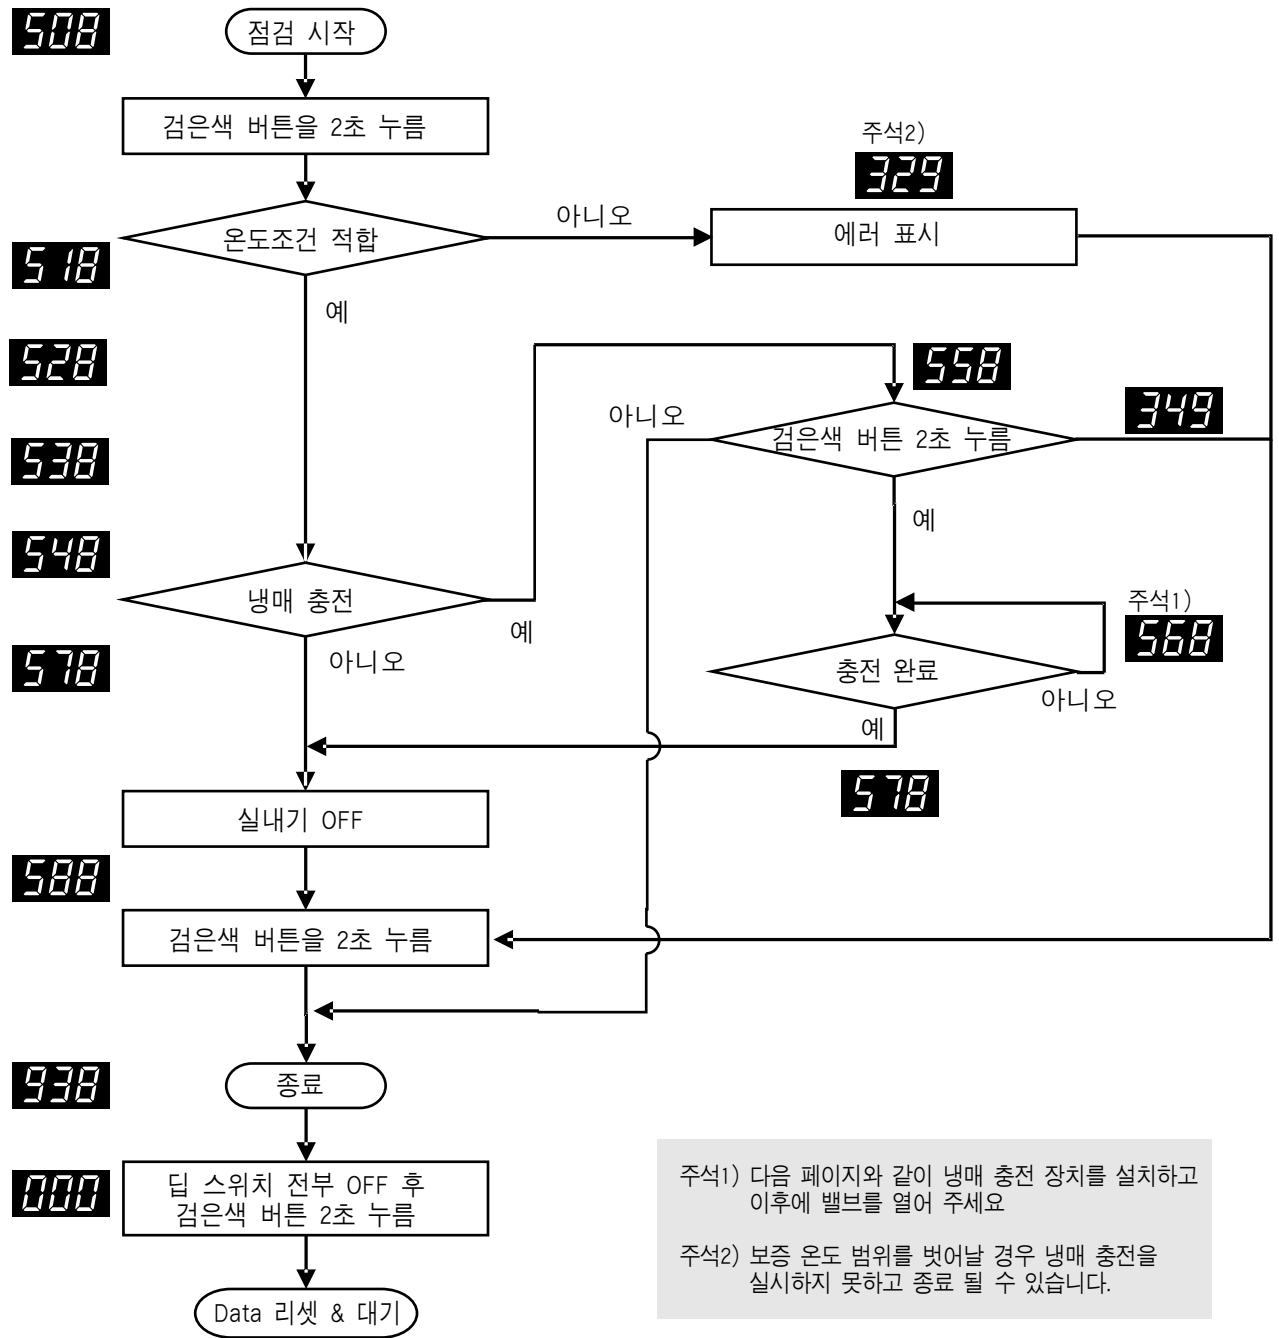 508
점검 시작
검은색 버튼을 2초 누름
주석2)
329
아니오
에러 표시
온도조건 적합
518
예
528
558
349
아니오
검은색 버튼 2초 누름
538
예
548
냉매 충전
예
주석1)
568
아니오
578
충전 완료
아니오
예
578
실내기 OFF
588
검은색 버튼을 2초 누름
938
종료
000
딥 스위치 전부 OFF 후
검은색 버튼 2초 누름
Data 리셋 & 대기
주석1) 다음 페이지와 같이 냉매 충전 장치를 설치하고
이후에 밸브를 열어 주세요
주석2) 보증 온도 범위를 벗어날 경우 냉매 충전을
실시하지 못하고 종료 될 수 있습니다.